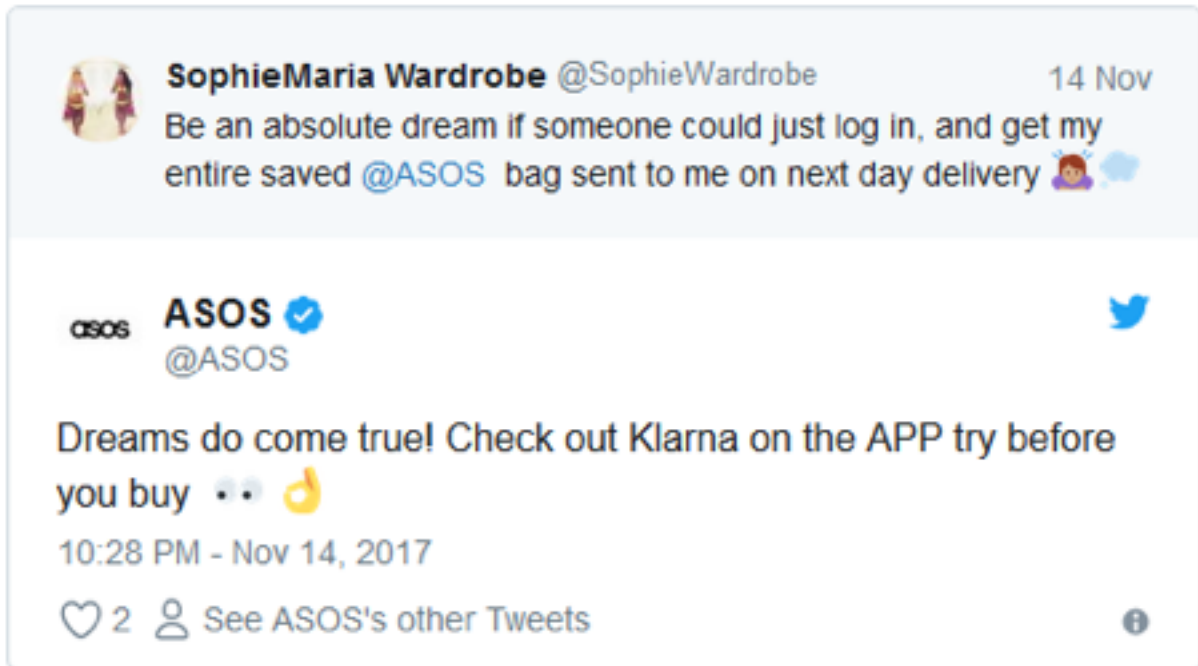 SophieMaria Wardrobe @SophieWardrobe 14 Nov
Be an absolute dream if someone could just log in, and get my
entire saved @ASOS bag sent to me on next day delivery 🙇💭
asos
ASOS
@ASOS
Dreams do come true! Check out Klarna on the APP try before
you buy 👀 👌
10:28 PM - Nov 14, 2017
2 See ASOS's other Tweets